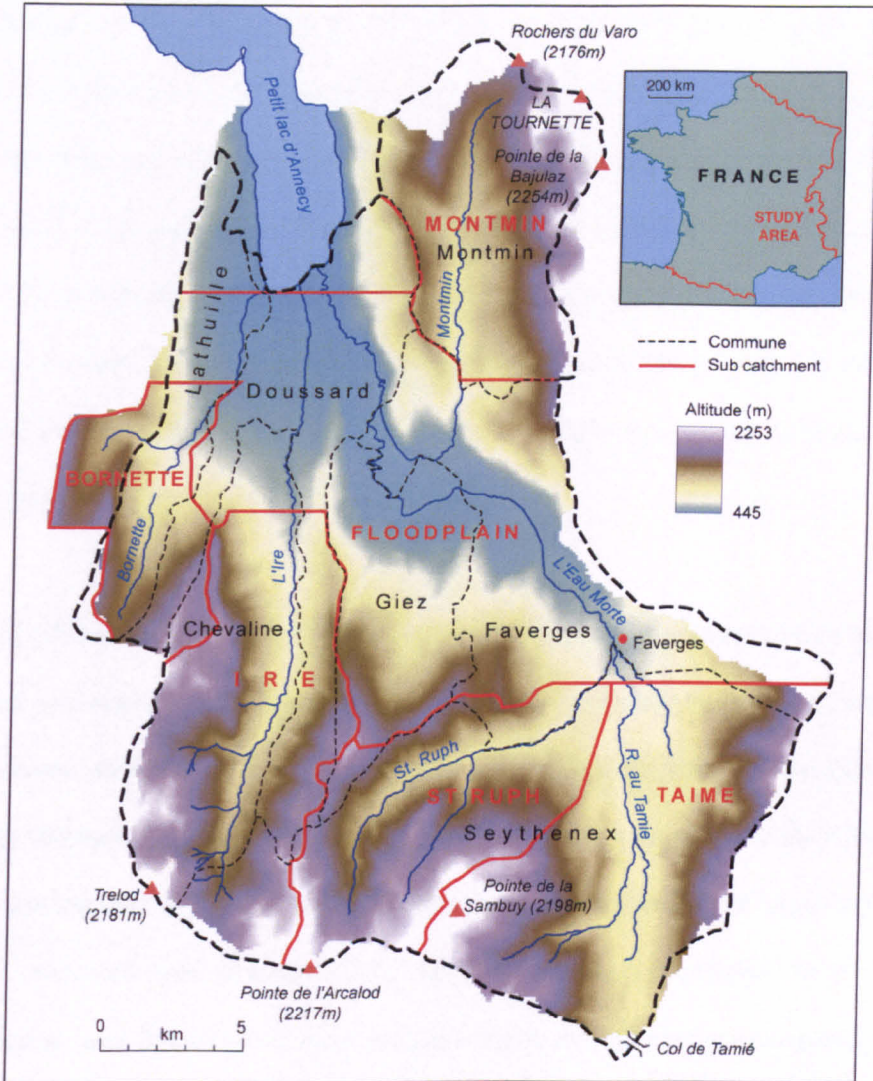 Rochers du Varo
(2176m)
LA
TOURNETTE
Pointe de la
Bajulaz
(2254m)
Petit lac d'Annecy
200 km
FRANCE
STUDY
AREA
MONTMIN
Montmin
Montmin
Commune
Sub catchment
Altitude (m)
2253
445
Lathuille
Doussard
BORNETTE
Bornette
FLOODPLAIN
L'Ire
L'Eau Morte
Giez
Chevaline
Faverges
Faverges
IRE
St. Ruph
R. au Tamie
ST RUPH
TAIME
Seythenex
Trelod
(2181m)
Pointe de la
Sambuy (2198m)
Pointe de l'Arcalod
(2217m)
0 5
km
Col de Tamié